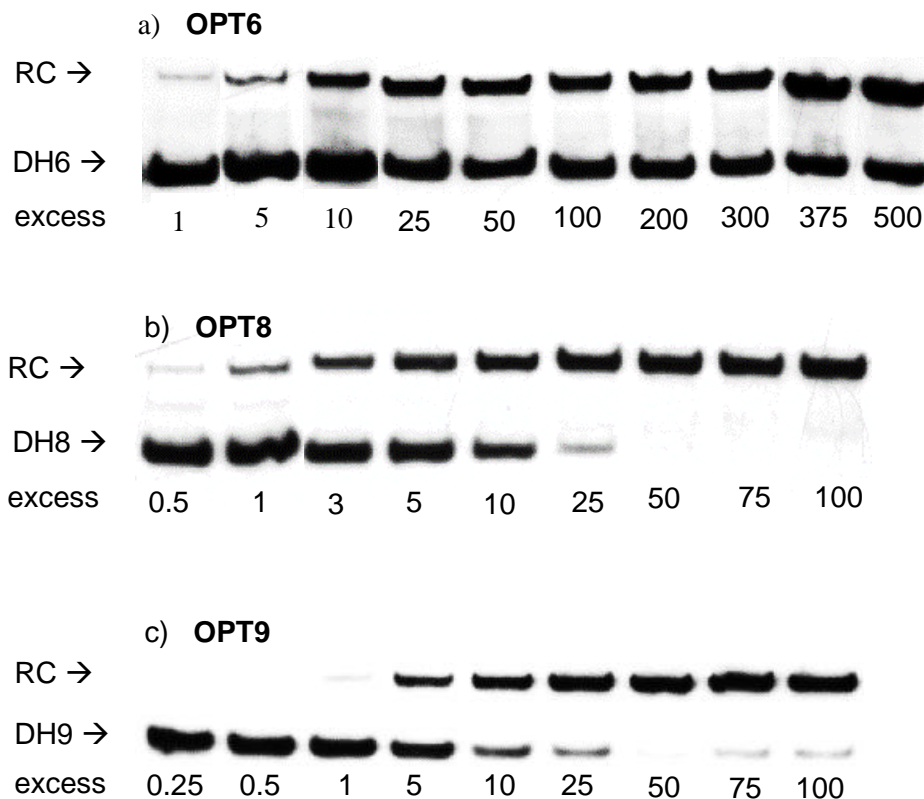 a) OPT6
RC →
DH6 →
excess 1 5 10 25 50 100 200 300 375 500
b) OPT8
RC →
DH8 →
excess 0.5 1 3 5 10 25 50 75 100
c) OPT9
RC →
DH9 →
excess 0.25 0.5 1 5 10 25 50 75 100